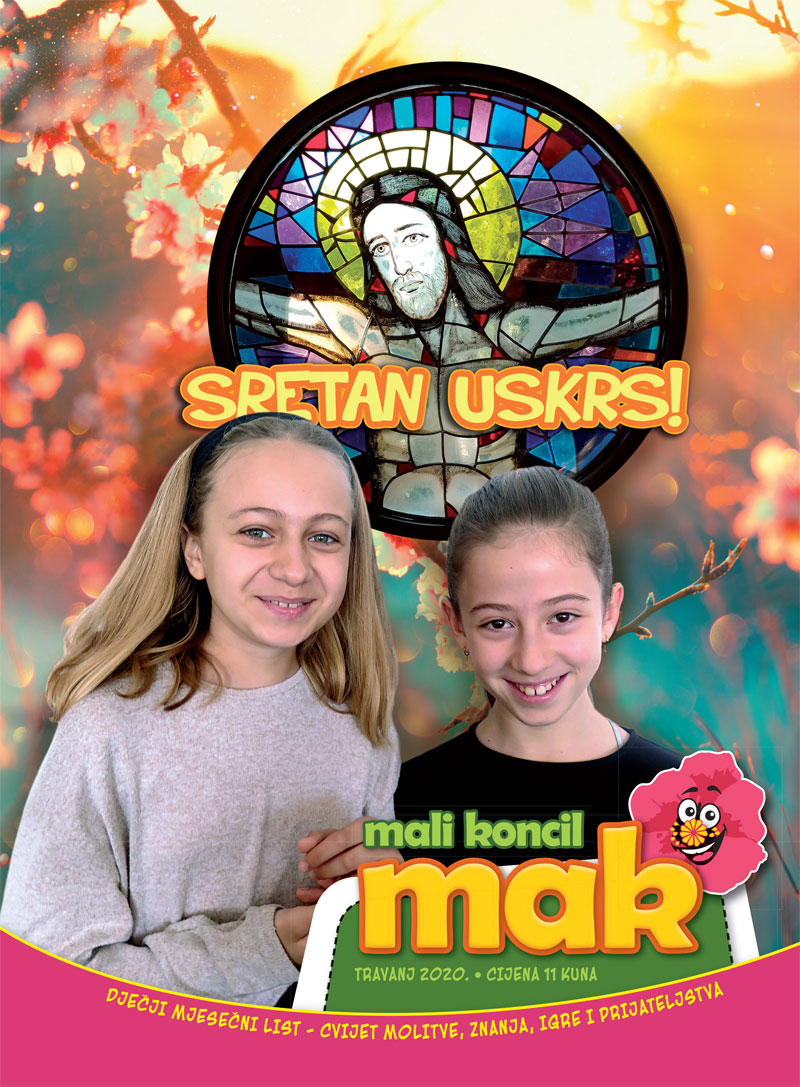 SRETAN USKRS!
mali koncil
mak
TRAVANJ 2020. • CIJENA 11 KUNA
DJEČJI MJESEČNI LIST - CVIJET MOLITVE, ZNANJA, IGRE I PRIJATELJSTVA